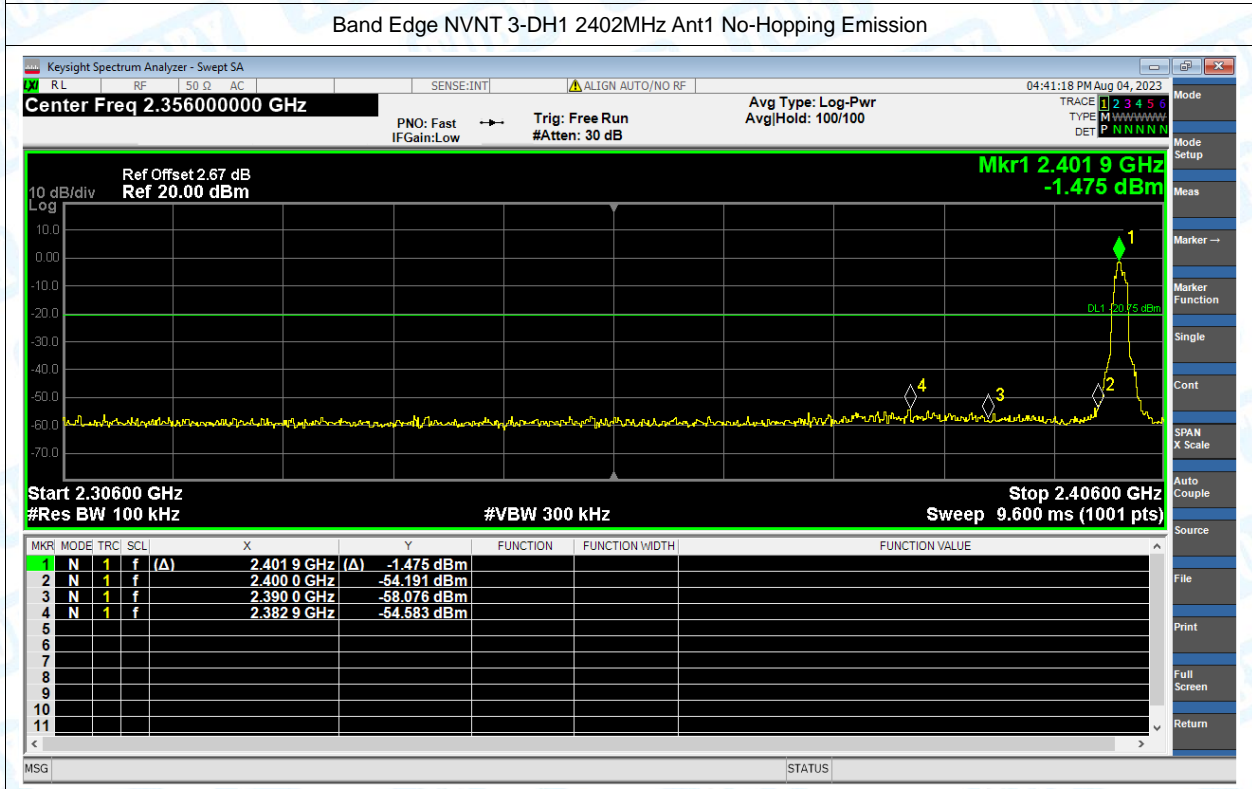 Band Edge NVNT 3-DH1 2402MHz Ant1 No-Hopping Emission
Keysight Spectrum Analyzer - Swept SA
LXI RL RF 50 Ω AC SENSE:INT ALIGN AUTO/NO RF 04:41:18 PM Aug 04, 2023
Center Freq 2.356000000 GHz
PNO: Fast
IFGain:Low
Trig: Free Run
#Atten: 30 dB
Avg Type: Log-Pwr
Avg|Hold: 100/100
TRACE 1 2 3 4 5 6
TYPE M WWWWW
DET P N N N N N
Mkr1 2.401 9 GHz
-1.475 dBm
Ref Offset 2.67 dB
10 dB/div Ref 20.00 dBm
Log
10.0
0.00
-10.0
-20.0
-30.0
-40.0
-50.0
-60.0
-70.0
1
DL1 -20.75 dBm
4
3
2
Start 2.30600 GHz Stop 2.40600 GHz
#Res BW 100 kHz #VBW 300 kHz Sweep 9.600 ms (1001 pts)
MKR MODE TRC SCL X Y FUNCTION FUNCTION WIDTH FUNCTION VALUE
1 N 1 f (Δ) 2.401 9 GHz (Δ) -1.475 dBm
2 N 1 f 2.400 0 GHz -54.191 dBm
3 N 1 f 2.390 0 GHz -58.076 dBm
4 N 1 f 2.382 9 GHz -54.583 dBm
5
6
7
8
9
10
11
MSG STATUS
Mode
Mode
Setup
Meas
Marker →
Marker
Function
Single
Cont
SPAN
X Scale
Auto
Couple
Source
File
Print
Full
Screen
Return